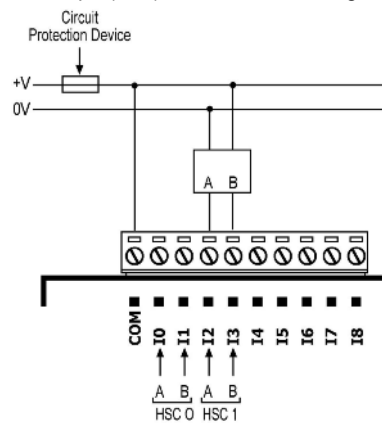 Circuit
Protection Device
+V
0V
A B
COM I0 I1 I2 I3 I4 I5 I6 I7 I8
A B A B
HSC 0 HSC 1